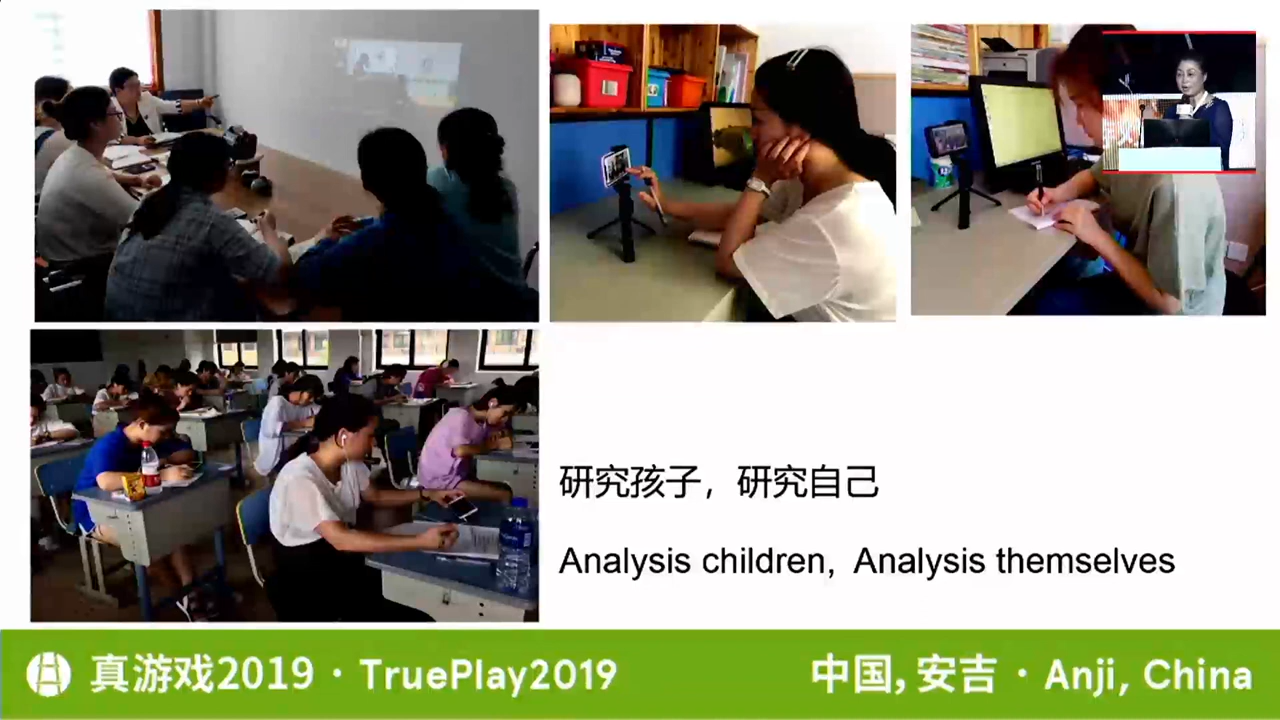 研究孩子，研究自己
Analysis children, Analysis themselves
真游戏2019 · TruePlay2019
中国，安吉 · Anji, China